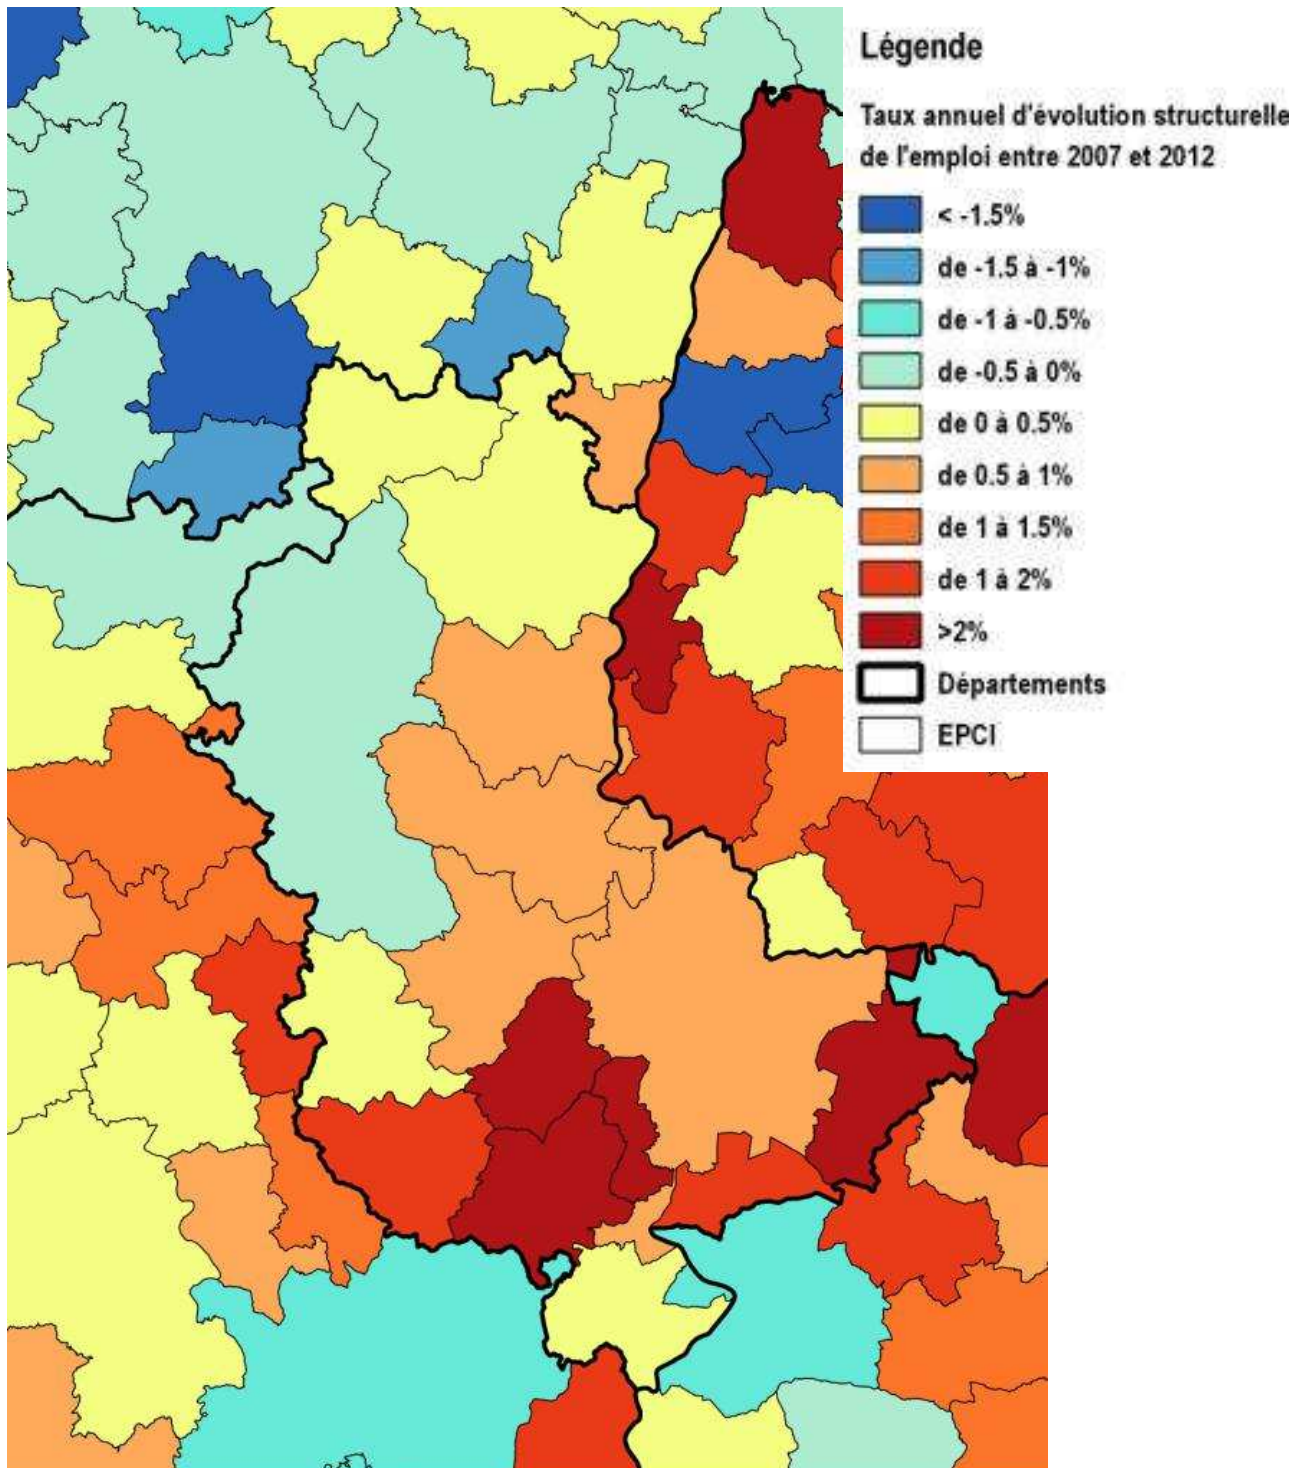 Légende
Taux annuel d'évolution structurelle
de l'emploi entre 2007 et 2012
< -1.5%
de -1.5 à -1%
de -1 à -0.5%
de -0.5 à 0%
de 0 à 0.5%
de 0.5 à 1%
de 1 à 1.5%
de 1 à 2%
>2%
Départements
EPCI